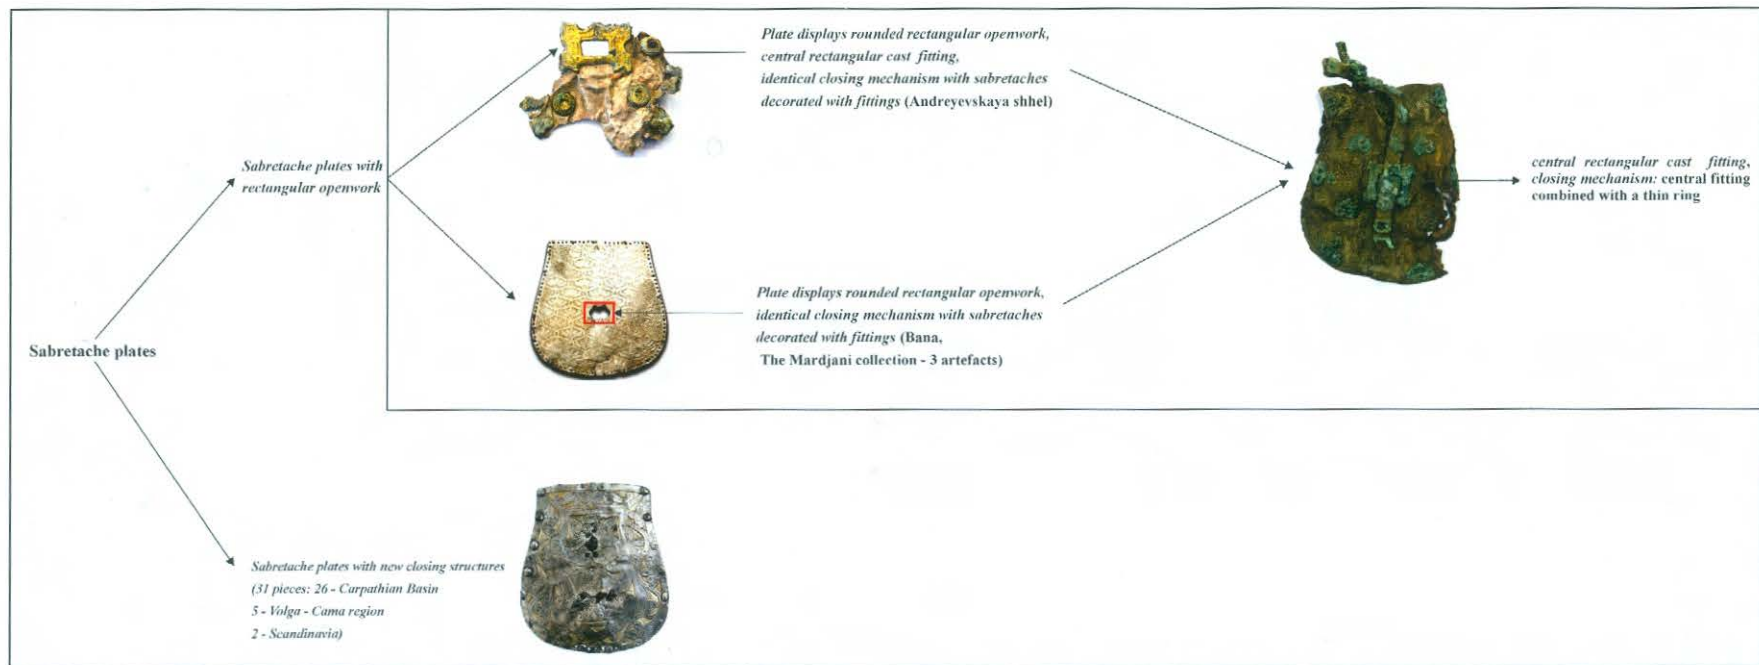 Plate displays rounded rectangular openwork,
central rectangular cast fitting,
identical closing mechanism with sabretaches
decorated with fittings (Andreyevskaya shhel)
Sabretache plates with
rectangular openwork
central rectangular cast fitting,
closing mechanism: central fitting
combined with a thin ring
Plate displays rounded rectangular openwork,
identical closing mechanism with sabretaches
decorated with fittings (Bana,
The Mardjani collection - 3 artefacts)
Sabretache plates
Sabretache plates with new closing structures
(31 pieces: 26 - Carpathian Basin
5 - Volga - Cama region
2 - Scandinavia)